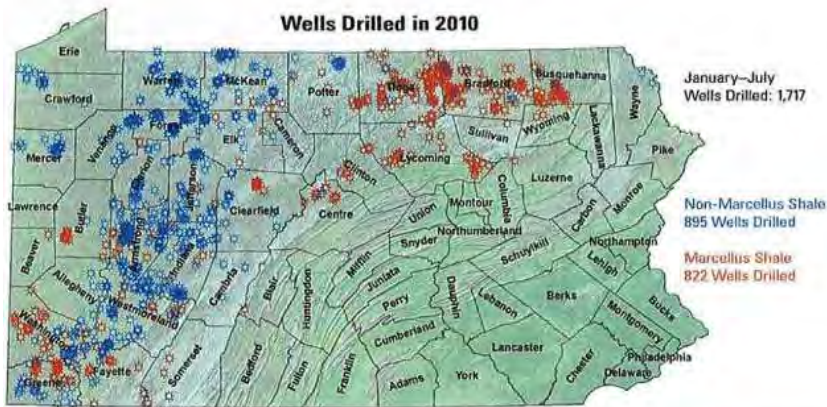 Wells Drilled in 2010
January–July
Wells Drilled: 1,717
Non-Marcellus Shale
895 Wells Drilled
Marcellus Shale
822 Wells Drilled
Erie
Crawford
Warren
McKean
Potter
Tioga
Bradford
Susquehanna
Wayne
Mercer
Venango
Forest
Elk
Cameron
Sullivan
Wyoming
Lackawanna
Pike
Lawrence
Butler
Clarion
Jefferson
Clearfield
Clinton
Centre
Lycoming
Columbia
Luzerne
Monroe
Carbon
Beaver
Armstrong
Indiana
Union
Montour
Northumberland
Snyder
Schuylkill
Northampton
Lehigh
Allegheny
Westmoreland
Cambria
Blair
Huntingdon
Mifflin
Juniata
Perry
Dauphin
Lebanon
Berks
Bucks
Montgomery
Washington
Greene
Fayette
Somerset
Bedford
Fulton
Franklin
Cumberland
Adams
York
Lancaster
Chester
Philadelphia
Delaware